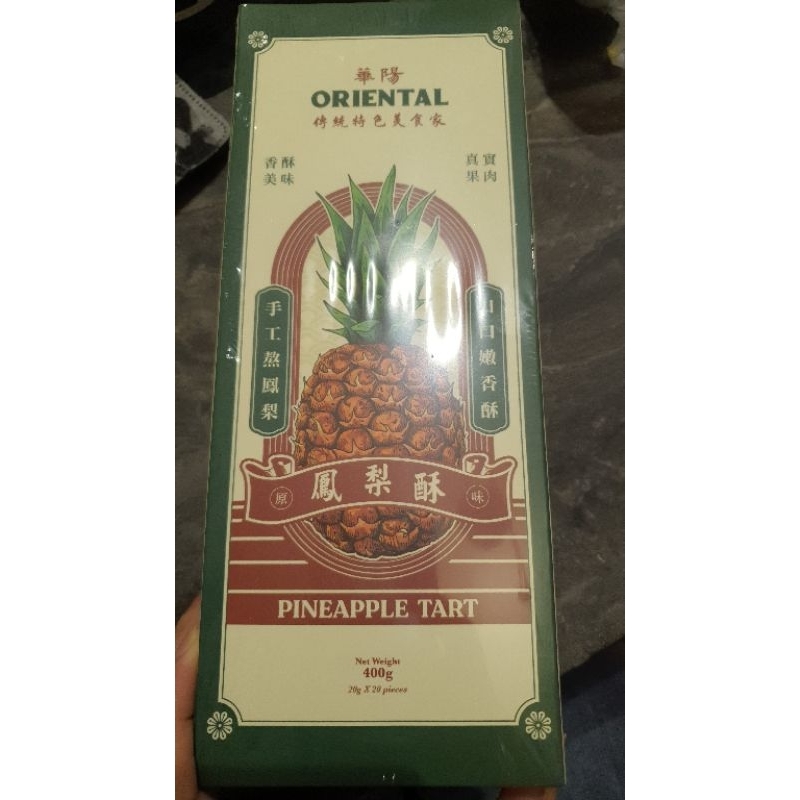 華陽
ORIENTAL
傳統特色美食家
香酥
美味
真實
果肉
手工熬鳳梨
口口嫩香酥
原
鳳梨酥
味
PINEAPPLE TART
Net Weight
400g
20g X 20 pieces